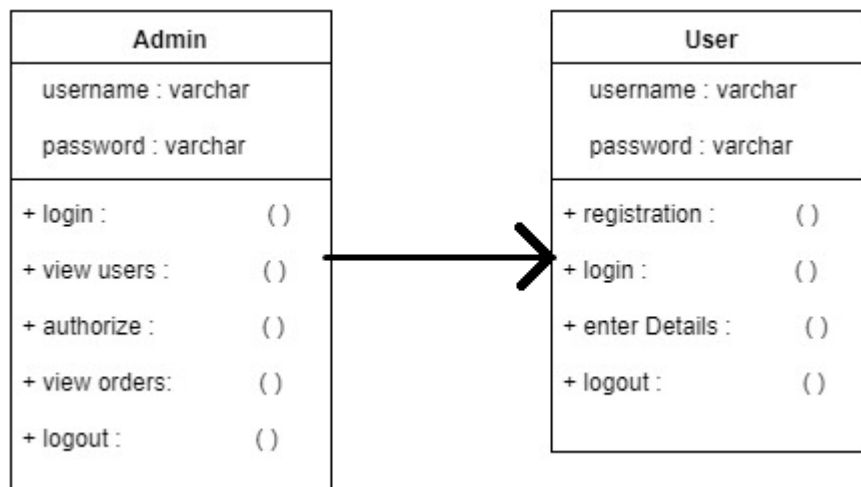 Admin
username : varchar
password : varchar
+ login : ( )
+ view users : ( )
+ authorize : ( )
+ view orders: ( )
+ logout : ( )
User
username : varchar
password : varchar
+ registration : ( )
+ login : ( )
+ enter Details : ( )
+ logout : ( )